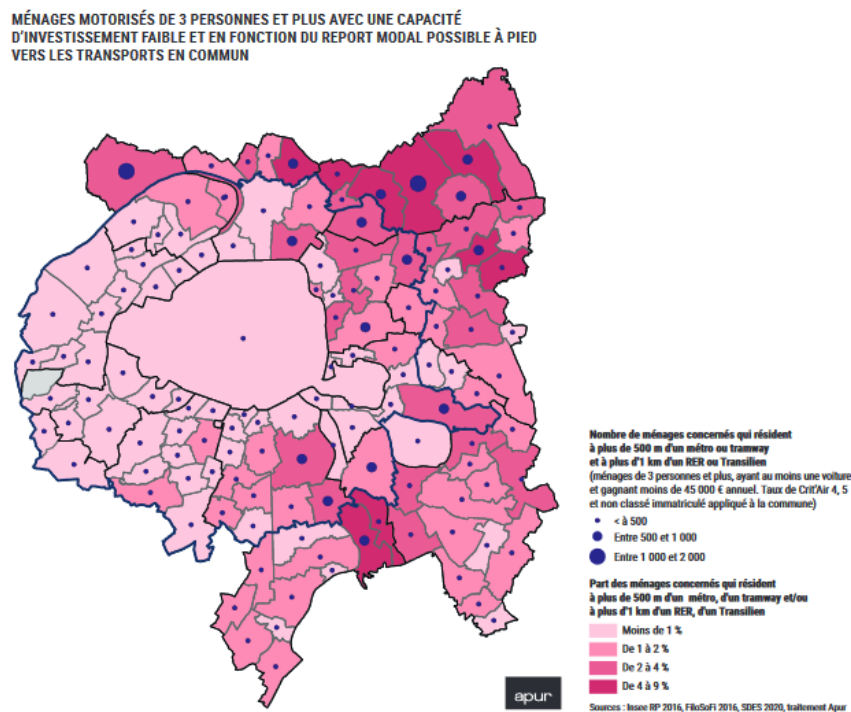 MÉNAGES MOTORISÉS DE 3 PERSONNES ET PLUS AVEC UNE CAPACITÉ
D'INVESTISSEMENT FAIBLE ET EN FONCTION DU REPORT MODAL POSSIBLE À PIED
VERS LES TRANSPORTS EN COMMUN
Nombre de ménages concernés qui résident
à plus de 500 m d'un métro ou tramway
et à plus d'1 km d'un RER ou Transilien
(ménages de 3 personnes et plus, ayant au moins une voiture
et gagnant moins de 45 000 € annuel. Taux de Crit'Air 4, 5
et non classé immatriculé appliqué à la commune)
< à 500
Entre 500 et 1 000
Entre 1 000 et 2 000
Part des ménages concernés qui résident
à plus de 500 m d'un métro, d'un tramway et/ou
à plus d'1 km d'un RER, d'un Transilien
Moins de 1 %
De 1 à 2 %
De 2 à 4 %
De 4 à 9 %
apur
Sources : Insee RP 2016, FiloSoFi 2016, SDES 2020, traitement Apur